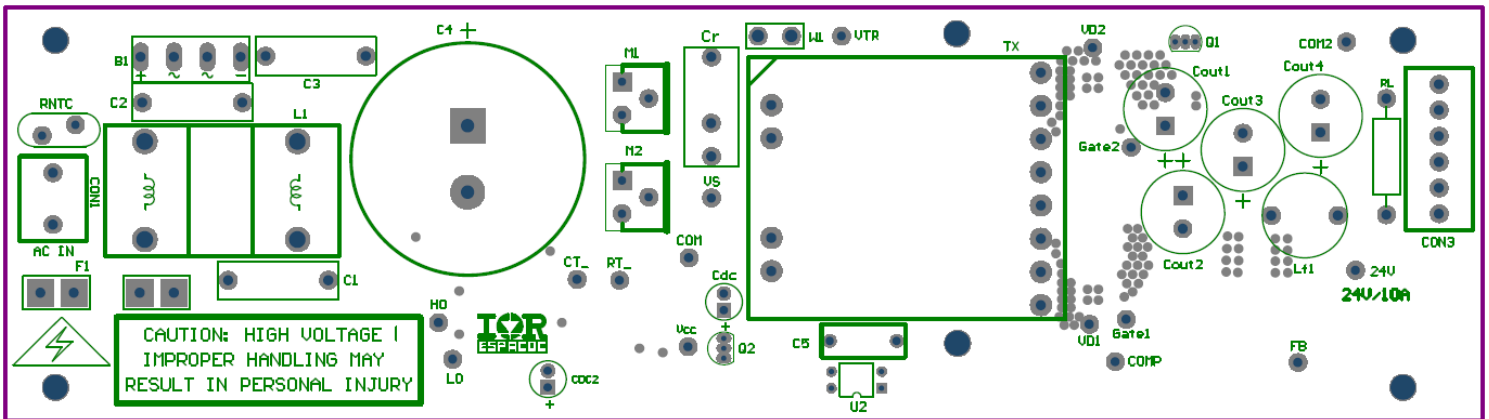 C4 +
Cr
W1
VTR
TX
VD2
Q1
COM2
B1
+ ~ ~ -
C3
M1
Cout1
Cout4
RNTC
C2
L1
Cout3
RL
Gate2
++
+
M2
CON1
VS
+
AC IN
COM
Cout2
Lf1
CON3
F1
C1
CT_
RT_
Cdc
24V
24V/10A
HO
IOR
ESPACDC
+
Vcc
Q2
C5
VD1
Gate1
CAUTION: HIGH VOLTAGE !
IMPROPER HANDLING MAY
RESULT IN PERSONAL INJURY
LO
CDC2
+
COMP
FB
U2